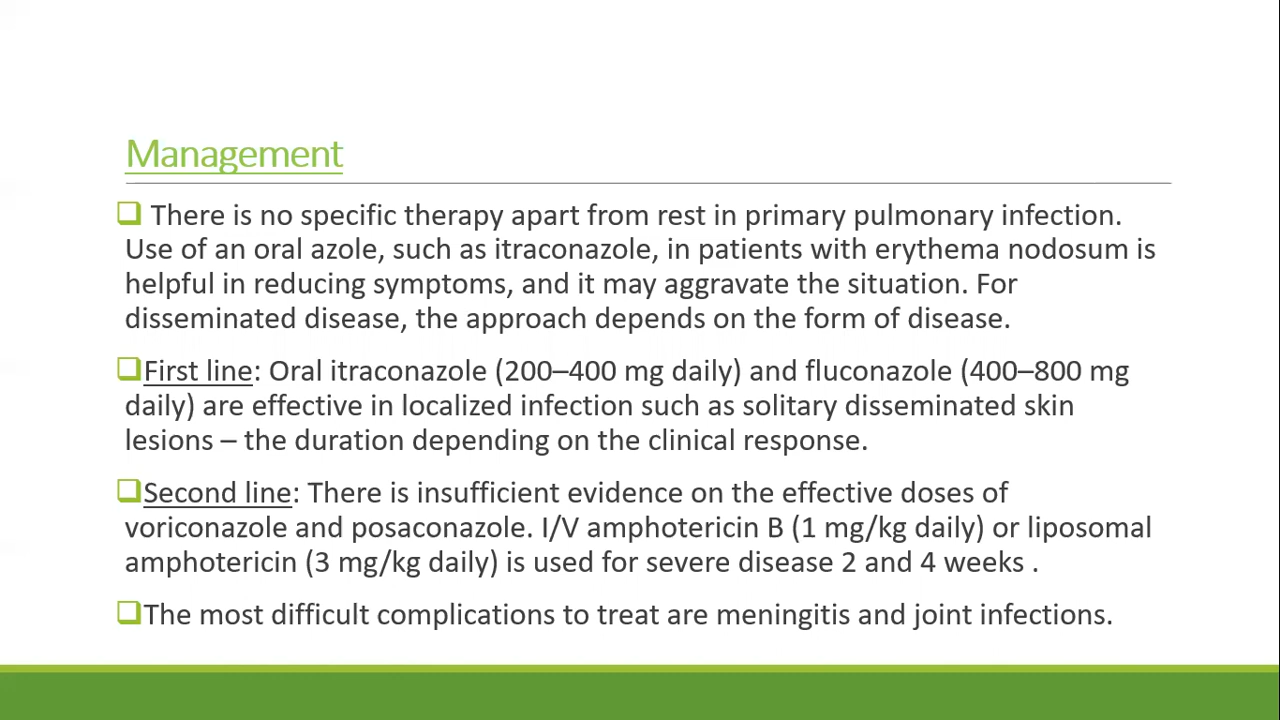 Management
There is no specific therapy apart from rest in primary pulmonary infection.
Use of an oral azole, such as itraconazole, in patients with erythema nodosum is
helpful in reducing symptoms, and it may aggravate the situation. For
disseminated disease, the approach depends on the form of disease.
First line: Oral itraconazole (200–400 mg daily) and fluconazole (400–800 mg
daily) are effective in localized infection such as solitary disseminated skin
lesions – the duration depending on the clinical response.
Second line: There is insufficient evidence on the effective doses of
voriconazole and posaconazole. I/V amphotericin B (1 mg/kg daily) or liposomal
amphotericin (3 mg/kg daily) is used for severe disease 2 and 4 weeks .
The most difficult complications to treat are meningitis and joint infections.